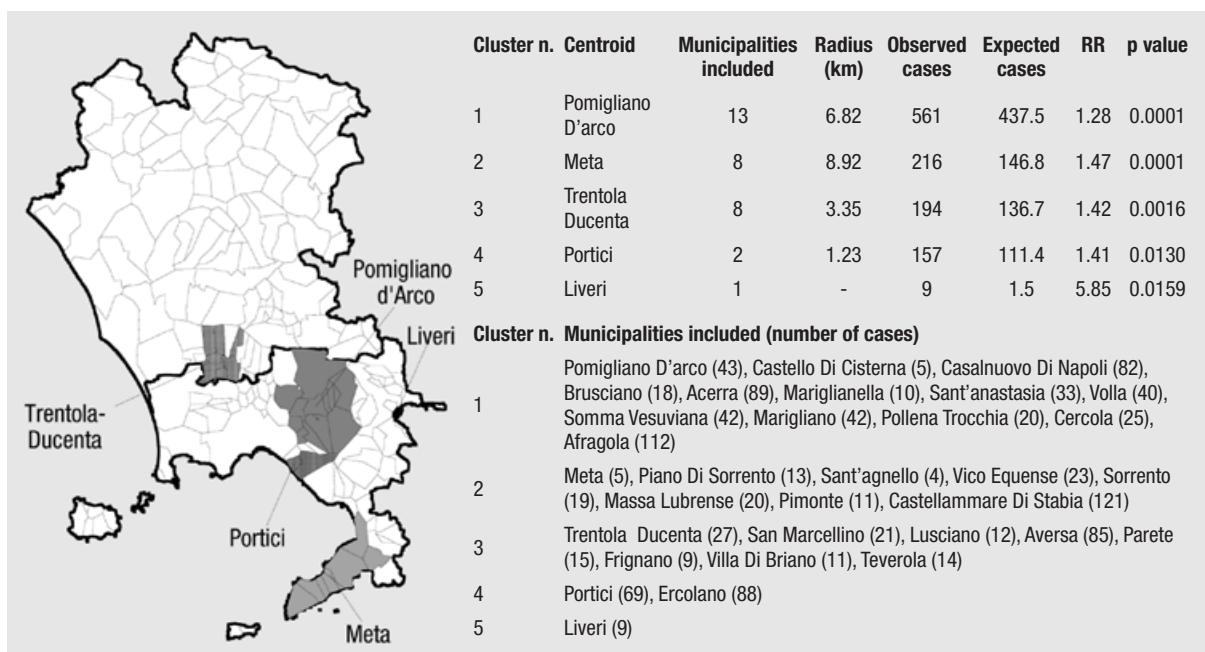 Cluster n. Centroid Municipalities included Radius (km) Observed cases Expected cases RR p value
1 Pomigliano D'arco 13 6.82 561 437.5 1.28 0.0001
2 Meta 8 8.92 216 146.8 1.47 0.0001
3 Trentola Ducenta 8 3.35 194 136.7 1.42 0.0016
4 Portici 2 1.23 157 111.4 1.41 0.0130
5 Liveri 1 - 9 1.5 5.85 0.0159
Cluster n. Municipalities included (number of cases)
1
Pomigliano D'arco (43), Castello Di Cisterna (5), Casalnuovo Di Napoli (82),
Brusciano (18), Acerra (89), Mariglianella (10), Sant'anastasia (33), Volla (40),
Somma Vesuviana (42), Marigliano (42), Pollena Trocchia (20), Cercola (25),
Afragola (112)
2
Meta (5), Piano Di Sorrento (13), Sant'agnello (4), Vico Equense (23), Sorrento
(19), Massa Lubrense (20), Pimonte (11), Castellammare Di Stabia (121)
3
Trentola Ducenta (27), San Marcellino (21), Lusciano (12), Aversa (85), Parete
(15), Frignano (9), Villa Di Briano (11), Teverola (14)
4 Portici (69), Ercolano (88)
5 Liveri (9)
Pomigliano
d'Arco
Liveri
Trentola-
Ducenta
Portici
Meta